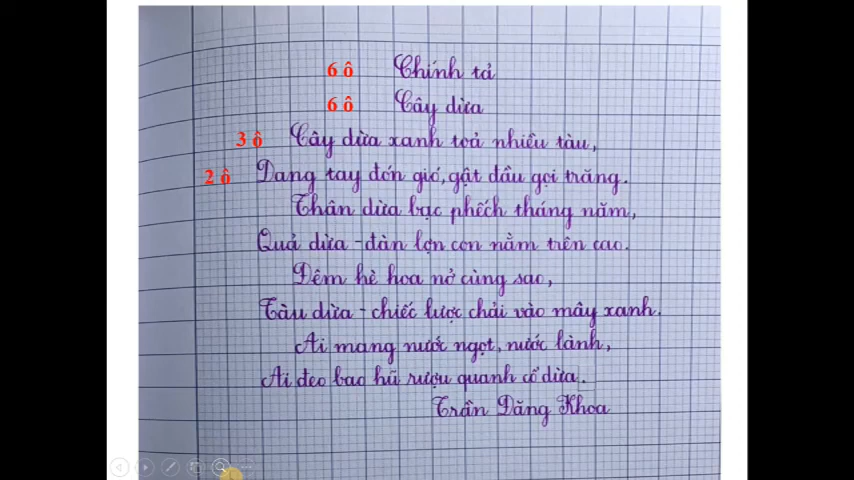 6 ô Chính tả
6 ô Cây dừa
3 ô Cây dừa xanh toả nhiều tàu,
2 ô Dang tay đón gió, gật đầu gọi trăng.
Thân dừa bạc phếch tháng năm,
Quả dừa - đàn lợn con nằm trên cao.
Đêm hè hoa nở cùng sao,
Tàu dừa - chiếc lược chải vào mây xanh.
Ai mang nước ngọt, nước lành,
Ai đeo bao hũ rượu quanh cổ dừa.
Trần Đăng Khoa